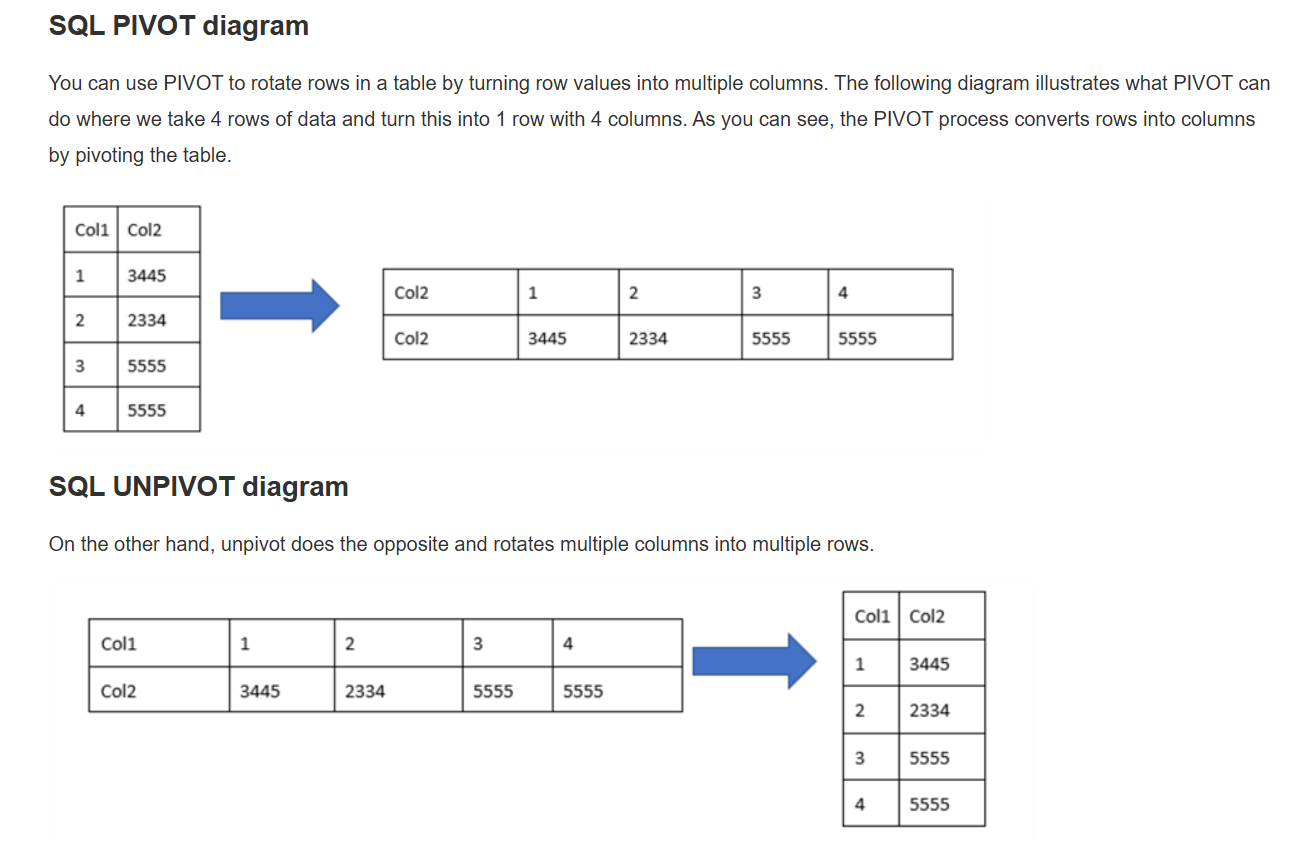 SQL PIVOT diagram
You can use PIVOT to rotate rows in a table by turning row values into multiple columns. The following diagram illustrates what PIVOT can
do where we take 4 rows of data and turn this into 1 row with 4 columns. As you can see, the PIVOT process converts rows into columns
by pivoting the table.
Col1 Col2
1 3445
2 2334
3 5555
4 5555
Col2 1 2 3 4
Col2 3445 2334 5555 5555
SQL UNPIVOT diagram
On the other hand, unpivot does the opposite and rotates multiple columns into multiple rows.
Col1 1 2 3 4
Col2 3445 2334 5555 5555
Col1 Col2
1 3445
2 2334
3 5555
4 5555